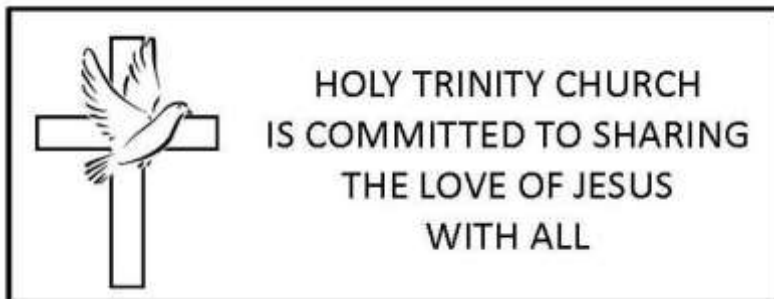 HOLY TRINITY CHURCH
IS COMMITTED TO SHARING
THE LOVE OF JESUS
WITH ALL